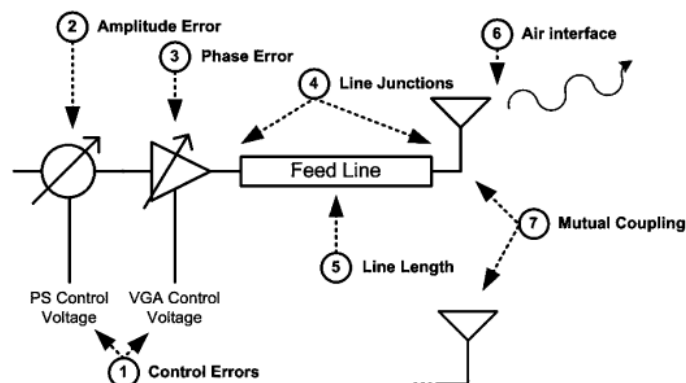 2 Amplitude Error
3 Phase Error
6 Air interface
4 Line Junctions
Feed Line
7 Mutual Coupling
5 Line Length
PS Control
Voltage
VGA Control
Voltage
1 Control Errors